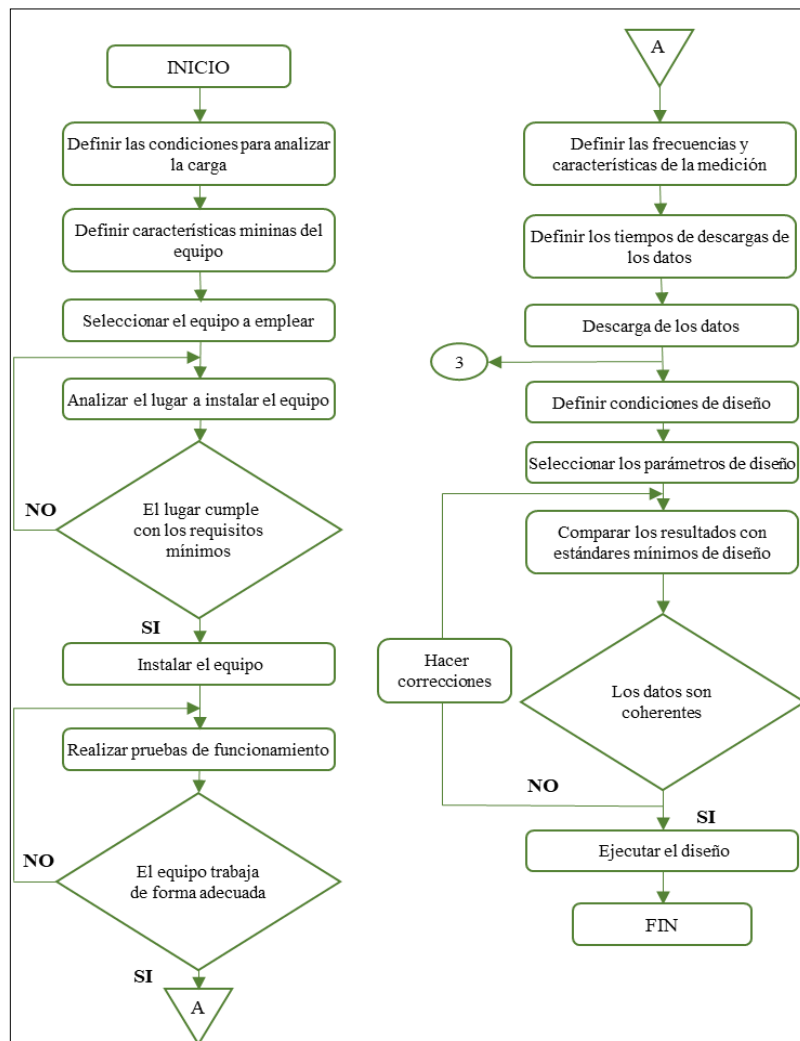 INICIO
Definir las condiciones para analizar
la carga
Definir características mininas del
equipo
Seleccionar el equipo a emplear
Analizar el lugar a instalar el equipo
NO
El lugar cumple
con los requisitos
mínimos
SI
Instalar el equipo
Realizar pruebas de funcionamiento
NO
El equipo trabaja
de forma adecuada
SI
A
A
Definir las frecuencias y
características de la medición
Definir los tiempos de descargas de
los datos
Descarga de los datos
3
Definir condiciones de diseño
Seleccionar los parámetros de diseño
Comparar los resultados con
estándares mínimos de diseño
Hacer
correcciones
Los datos son
coherentes
NO
SI
Ejecutar el diseño
FIN